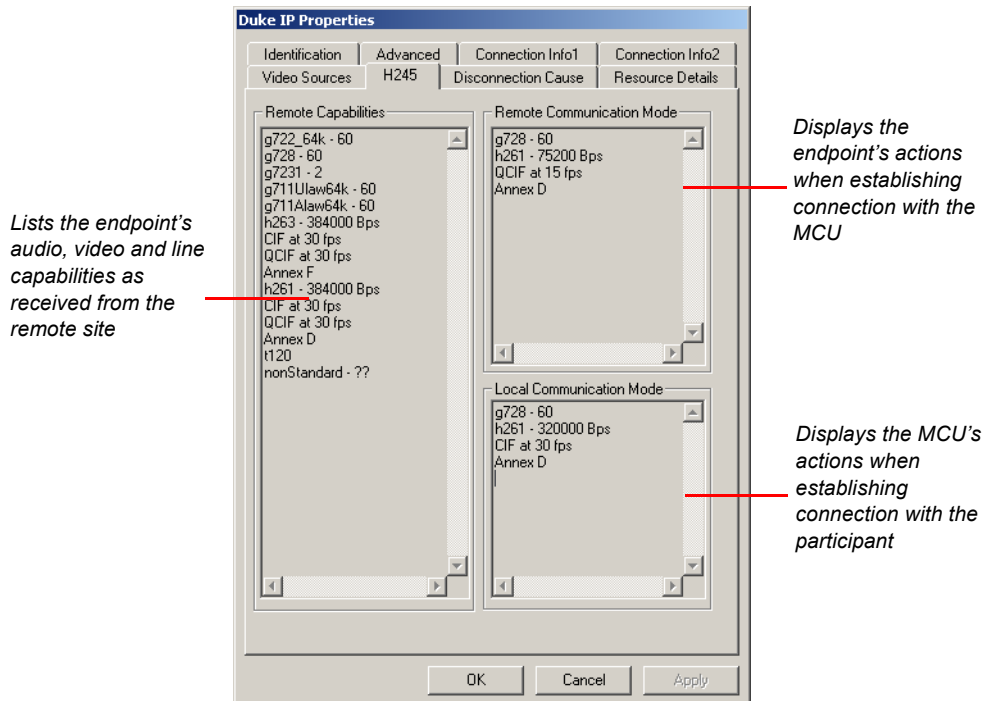 Duke IP Properties
Identification
Advanced
Connection Info1
Connection Info2
Video Sources
H245
Disconnection Cause
Resource Details
Remote Capabilities
g722_64k - 60
g728 - 60
g7231 - 2
g711Ulaw64k - 60
g711Alaw64k - 60
h263 - 384000 Bps
CIF at 30 fps
QCIF at 30 fps
Annex F
h261 - 384000 Bps
CIF at 30 fps
QCIF at 30 fps
Annex D
t120
nonStandard - ??
Remote Communication Mode
g728 - 60
h261 - 75200 Bps
QCIF at 15 fps
Annex D
Local Communication Mode
g728 - 60
h261 - 320000 Bps
CIF at 30 fps
Annex D
OK
Cancel
Apply
Lists the endpoint’s
audio, video and line
capabilities as
received from the
remote site
Displays the
endpoint’s actions
when establishing
connection with the
MCU
Displays the MCU’s
actions when
establishing
connection with the
participant